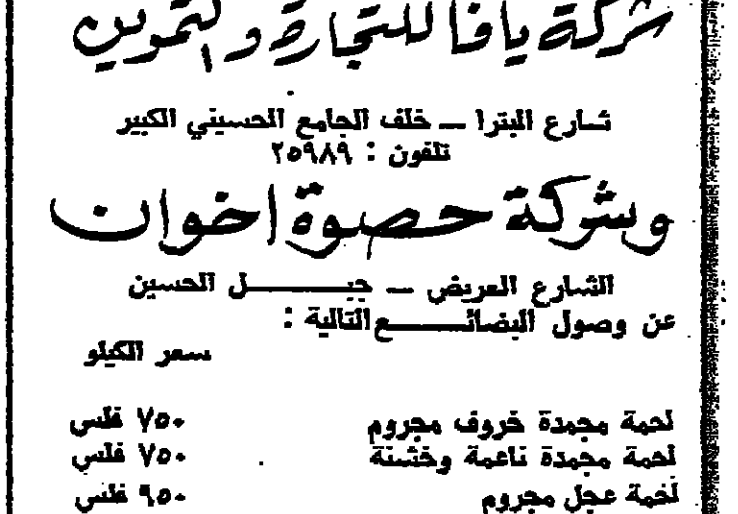 شركة يافا للتجارة والتموين
شارع البترا — خلف الجامع الحسيني الكبير
تلفون : ٢٥٩٨٩
وشركة حصوة اخوان
الشارع العريض — جبــــل الحسين
عن وصول البضائــــع التالية :
سعر الكيلو
لحمة مجمدة خروف مجروم ٧٥٠ فلس
لحمة مجمدة ناعمة وخشنة ٧٥٠ فلس
لحمة عجل مجروم ٩٥٠ فلس